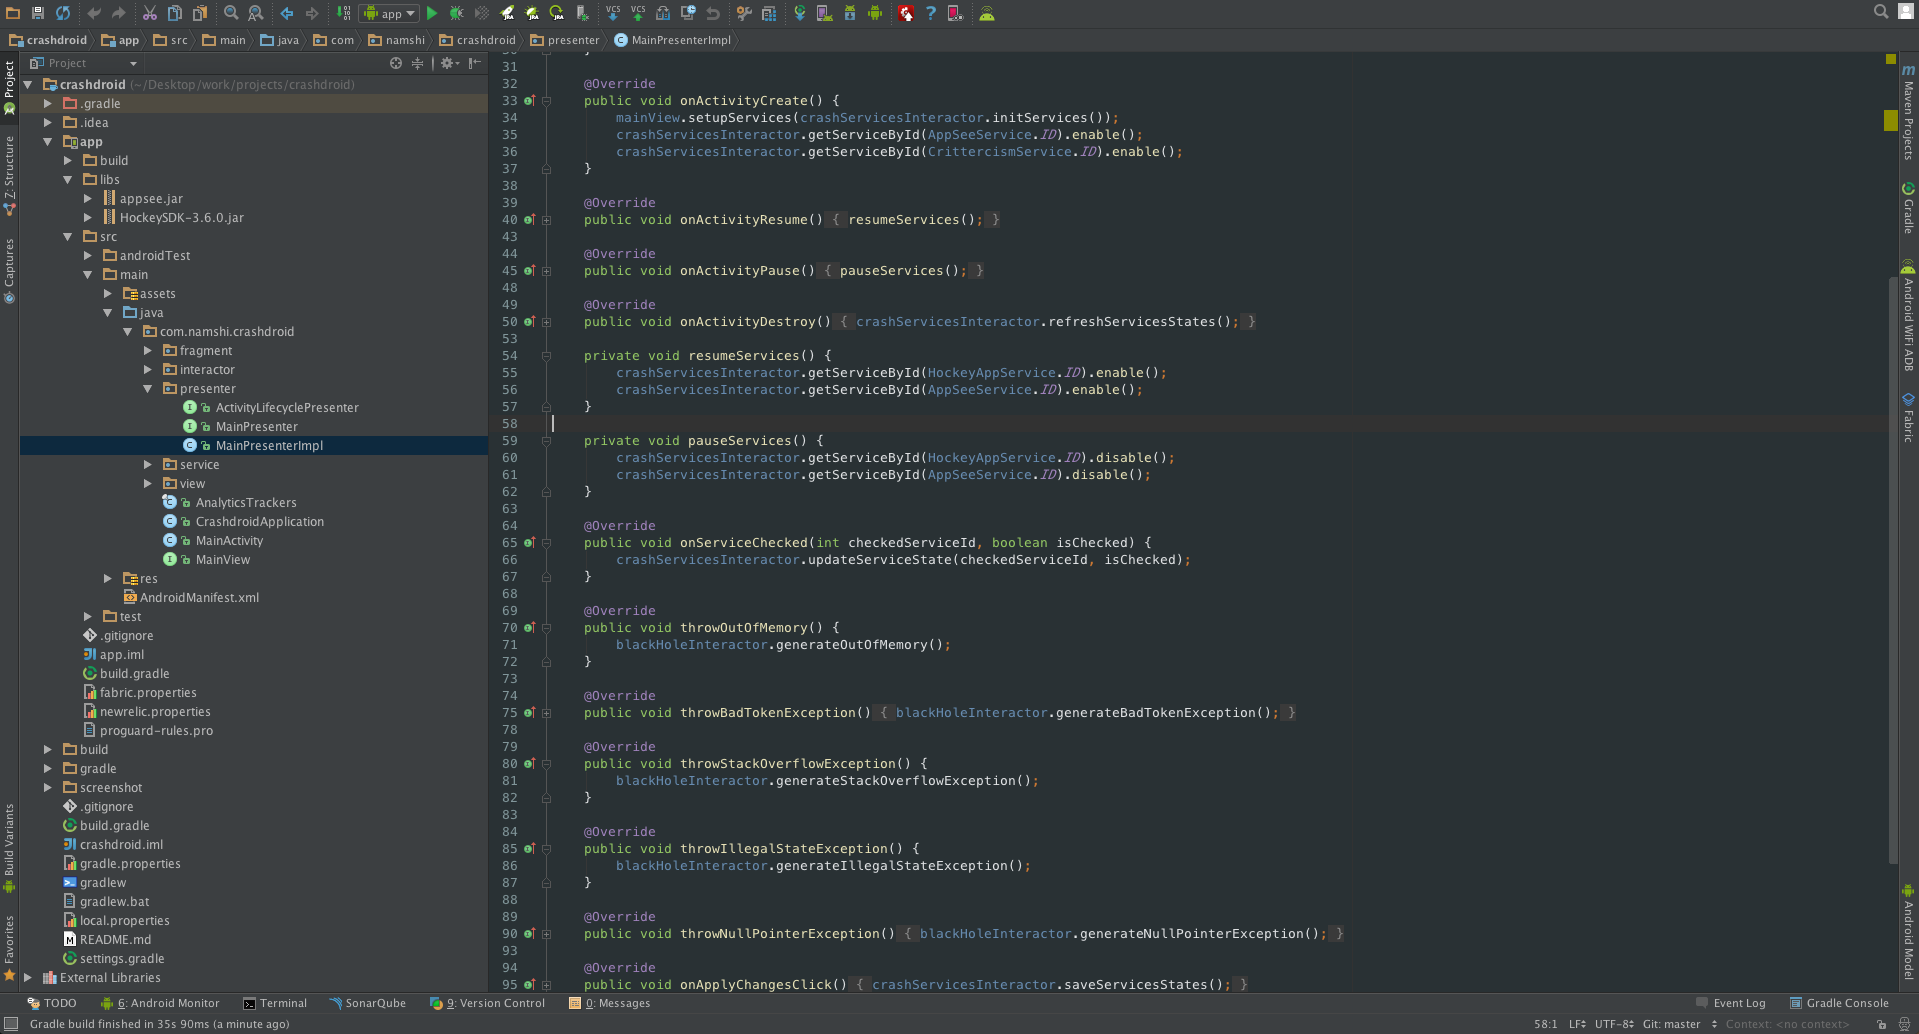 app
VCS VCS
crashdroid app src main java com namshi crashdroid presenter MainPresenterImpl
Project
crashdroid (~/Desktop/work/projects/crashdroid)
.gradle
.idea
app
build
libs
appsee.jar
HockeySDK-3.6.0.jar
src
androidTest
main
assets
java
com.namshi.crashdroid
fragment
interactor
presenter
ActivityLifecyclePresenter
MainPresenter
MainPresenterImpl
service
view
AnalyticsTrackers
CrashdroidApplication
MainActivity
MainView
res
AndroidManifest.xml
test
.gitignore
app.iml
build.gradle
fabric.properties
newrelic.properties
proguard-rules.pro
build
gradle
screenshot
.gitignore
build.gradle
crashdroid.iml
gradle.properties
gradlew
gradlew.bat
local.properties
README.md
settings.gradle
External Libraries
Project
7: Structure
Captures
Build Variants
Favorites
31
32 @Override
33 public void onActivityCreate() {
34 mainView.setupServices(crashServicesInteractor.initServices());
35 crashServicesInteractor.getServiceById(AppSeeService.ID).enable();
36 crashServicesInteractor.getServiceById(CrittercismService.ID).enable();
37 }
38
39 @Override
40 public void onActivityResume() { resumeServices(); }
43
44 @Override
45 public void onActivityPause() { pauseServices(); }
48
49 @Override
50 public void onActivityDestroy() { crashServicesInteractor.refreshServicesStates(); }
53
54 private void resumeServices() {
55 crashServicesInteractor.getServiceById(HockeyAppService.ID).enable();
56 crashServicesInteractor.getServiceById(AppSeeService.ID).enable();
57 }
58
59 private void pauseServices() {
60 crashServicesInteractor.getServiceById(HockeyAppService.ID).disable();
61 crashServicesInteractor.getServiceById(AppSeeService.ID).disable();
62 }
63
64 @Override
65 public void onServiceChecked(int checkedServiceId, boolean isChecked) {
66 crashServicesInteractor.updateServiceState(checkedServiceId, isChecked);
67 }
68
69 @Override
70 public void throwOutOfMemory() {
71 blackHoleInteractor.generateOutOfMemory();
72 }
73
74 @Override
75 public void throwBadTokenException() { blackHoleInteractor.generateBadTokenException(); }
78
79 @Override
80 public void throwStackOverflowException() {
81 blackHoleInteractor.generateStackOverflowException();
82 }
83
84 @Override
85 public void throwIllegalStateException() {
86 blackHoleInteractor.generateIllegalStateException();
87 }
88
89 @Override
90 public void throwNullPointerException() { blackHoleInteractor.generateNullPointerException(); }
93
94 @Override
95 public void onApplyChangesClick() { crashServicesInteractor.saveServicesStates(); }
Maven Projects
Gradle
Android WiFi ADB
Fabric
Android Model
TODO 6: Android Monitor Terminal SonarQube 9: Version Control 0: Messages Event Log Gradle Console
Gradle build finished in 35s 90ms (a minute ago) 58:1 LF UTF-8 Git: master Context: <no context>